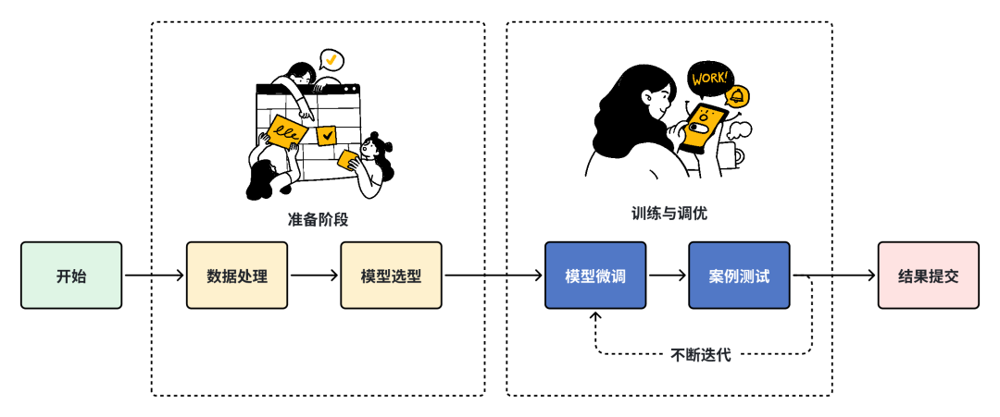 WORK!
准备阶段
训练与调优
开始
数据处理
模型选型
模型微调
案例测试
结果提交
不断迭代